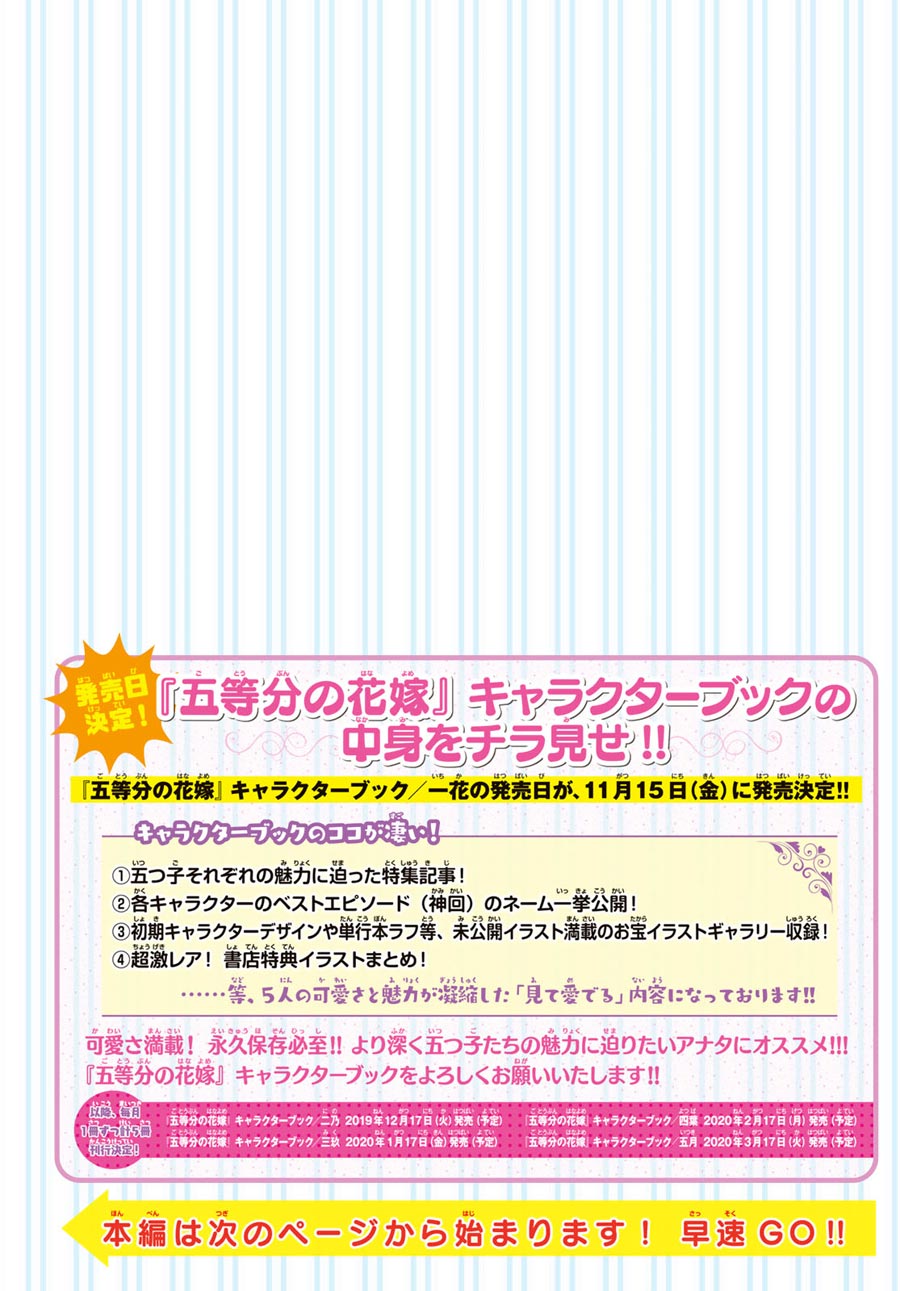 発売日
決定!
『五等分の花嫁』キャラクターブックの
中身をチラ見せ!!
『五等分の花嫁』キャラクターブック/一花の発売日が、11月15日(金)に発売決定!!
キャラクターブックのココが凄い!
①五つ子それぞれの魅力に迫った特集記事!
②各キャラクターのベストエピソード(神回)のネーム一挙公開!
③初期キャラクターデザインや単行本ラフ等、未公開イラスト満載のお宝イラストギャラリー収録!
④超激レア! 書店特典イラストまとめ!
……等、5人の可愛さと魅力が凝縮した「見て愛でる」内容になっております!!
可愛さ満載! 永久保存必至!! より深く五つ子たちの魅力に迫りたいアナタにオススメ!!!
『五等分の花嫁』キャラクターブックをよろしくお願いいたします!!
以降、毎月
1冊ずつ計5冊
刊行決定!
『五等分の花嫁』キャラクターブック/二乃 2019年12月17日(火)発売(予定)
『五等分の花嫁』キャラクターブック/三玖 2020年1月17日(金)発売(予定)
『五等分の花嫁』キャラクターブック/四葉 2020年2月17日(月)発売(予定)
『五等分の花嫁』キャラクターブック/五月 2020年3月17日(火)発売(予定)
本編は次のページから始まります! 早速GO!!